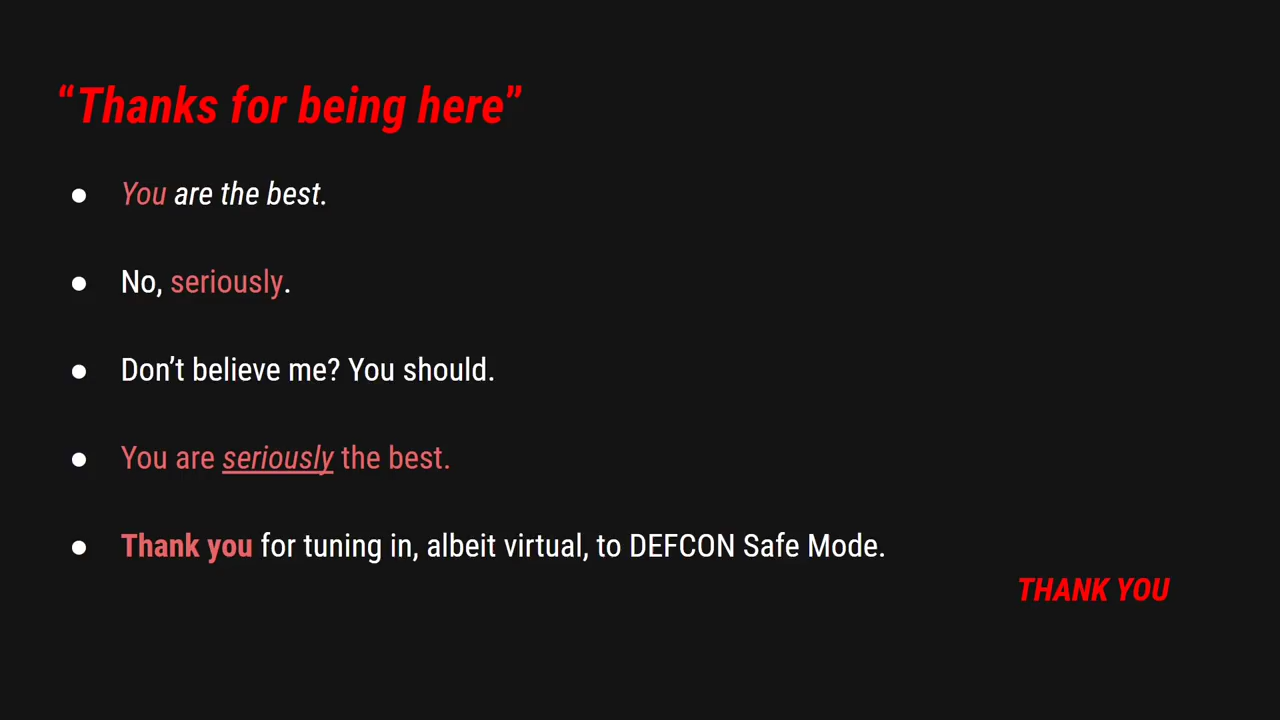 “Thanks for being here”
● You are the best.
● No, seriously.
● Don’t believe me? You should.
● You are seriously the best.
● Thank you for tuning in, albeit virtual, to DEFCON Safe Mode.
THANK YOU